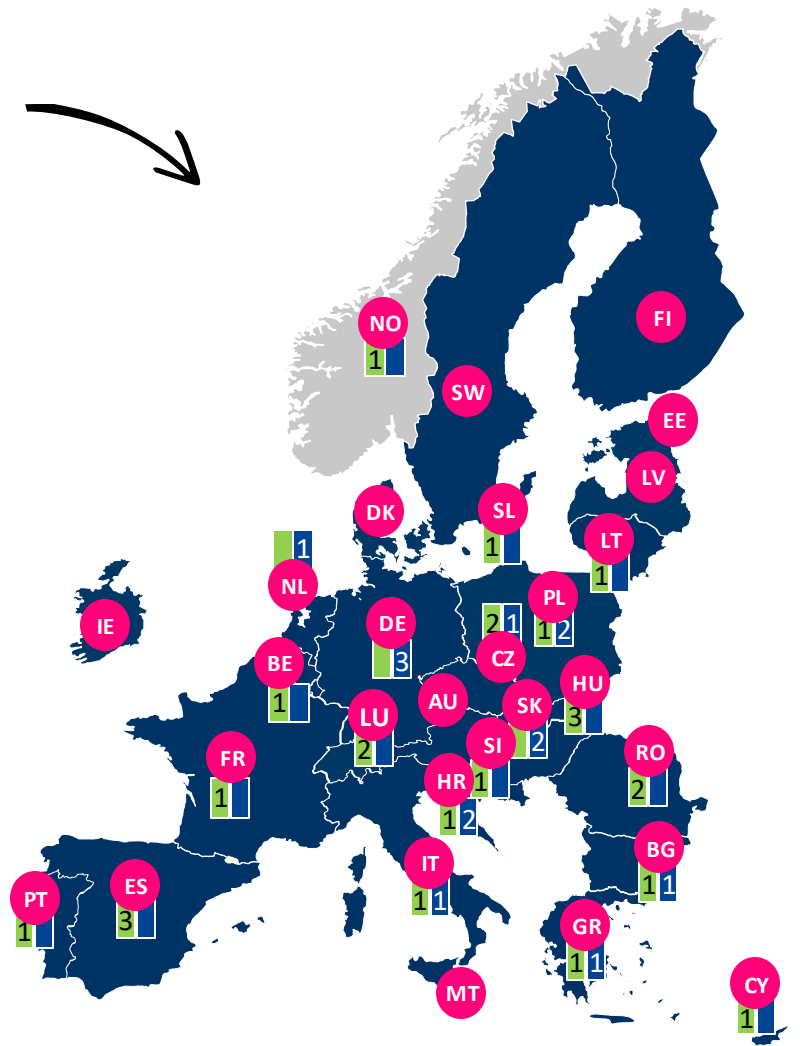 NO
1
FI
SW
EE
LV
DK
SL
1
LT
1
1
NL
IE
DE
3
PL
1 2
2 1
CZ
BE
1
HU
3
AU
SK
2
LU
2
SI
1
FR
1
RO
2
HR
1 2
BG
1 1
IT
1 1
ES
3
PT
1
GR
1 1
MT
CY
1